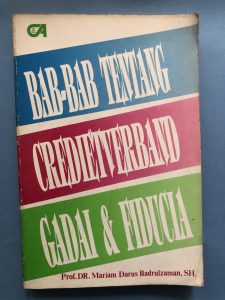 BAB-BAB TENTANG
CREDIETVERBAND
GADAI & FIDUCIA
Prof.DR. Mariam Darus Badrulzaman, SH,